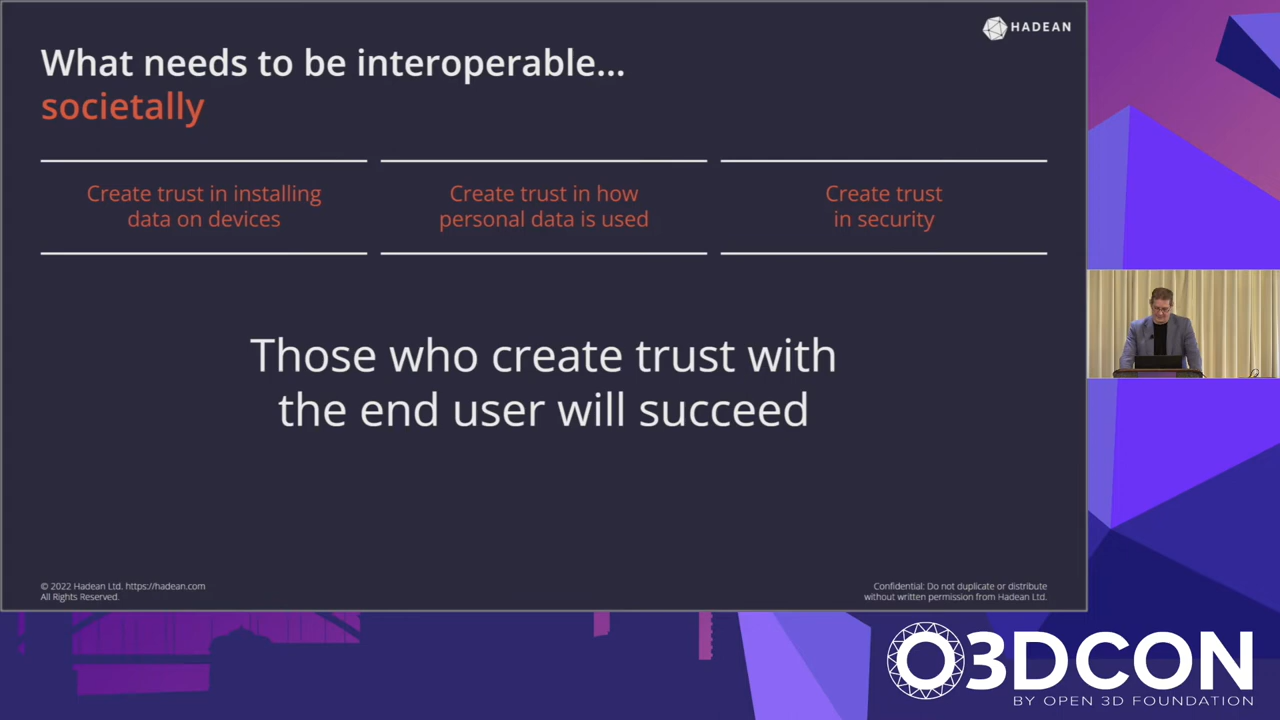 HADEAN
What needs to be interoperable...
societally
Create trust in installing
data on devices
Create trust in how
personal data is used
Create trust
in security
Those who create trust with
the end user will succeed
© 2022 Hadean Ltd. https://hadean.com
All Rights Reserved.
Confidential: Do not duplicate or distribute
without written permission from Hadean Ltd.
O3DCON
BY OPEN 3D FOUNDATION